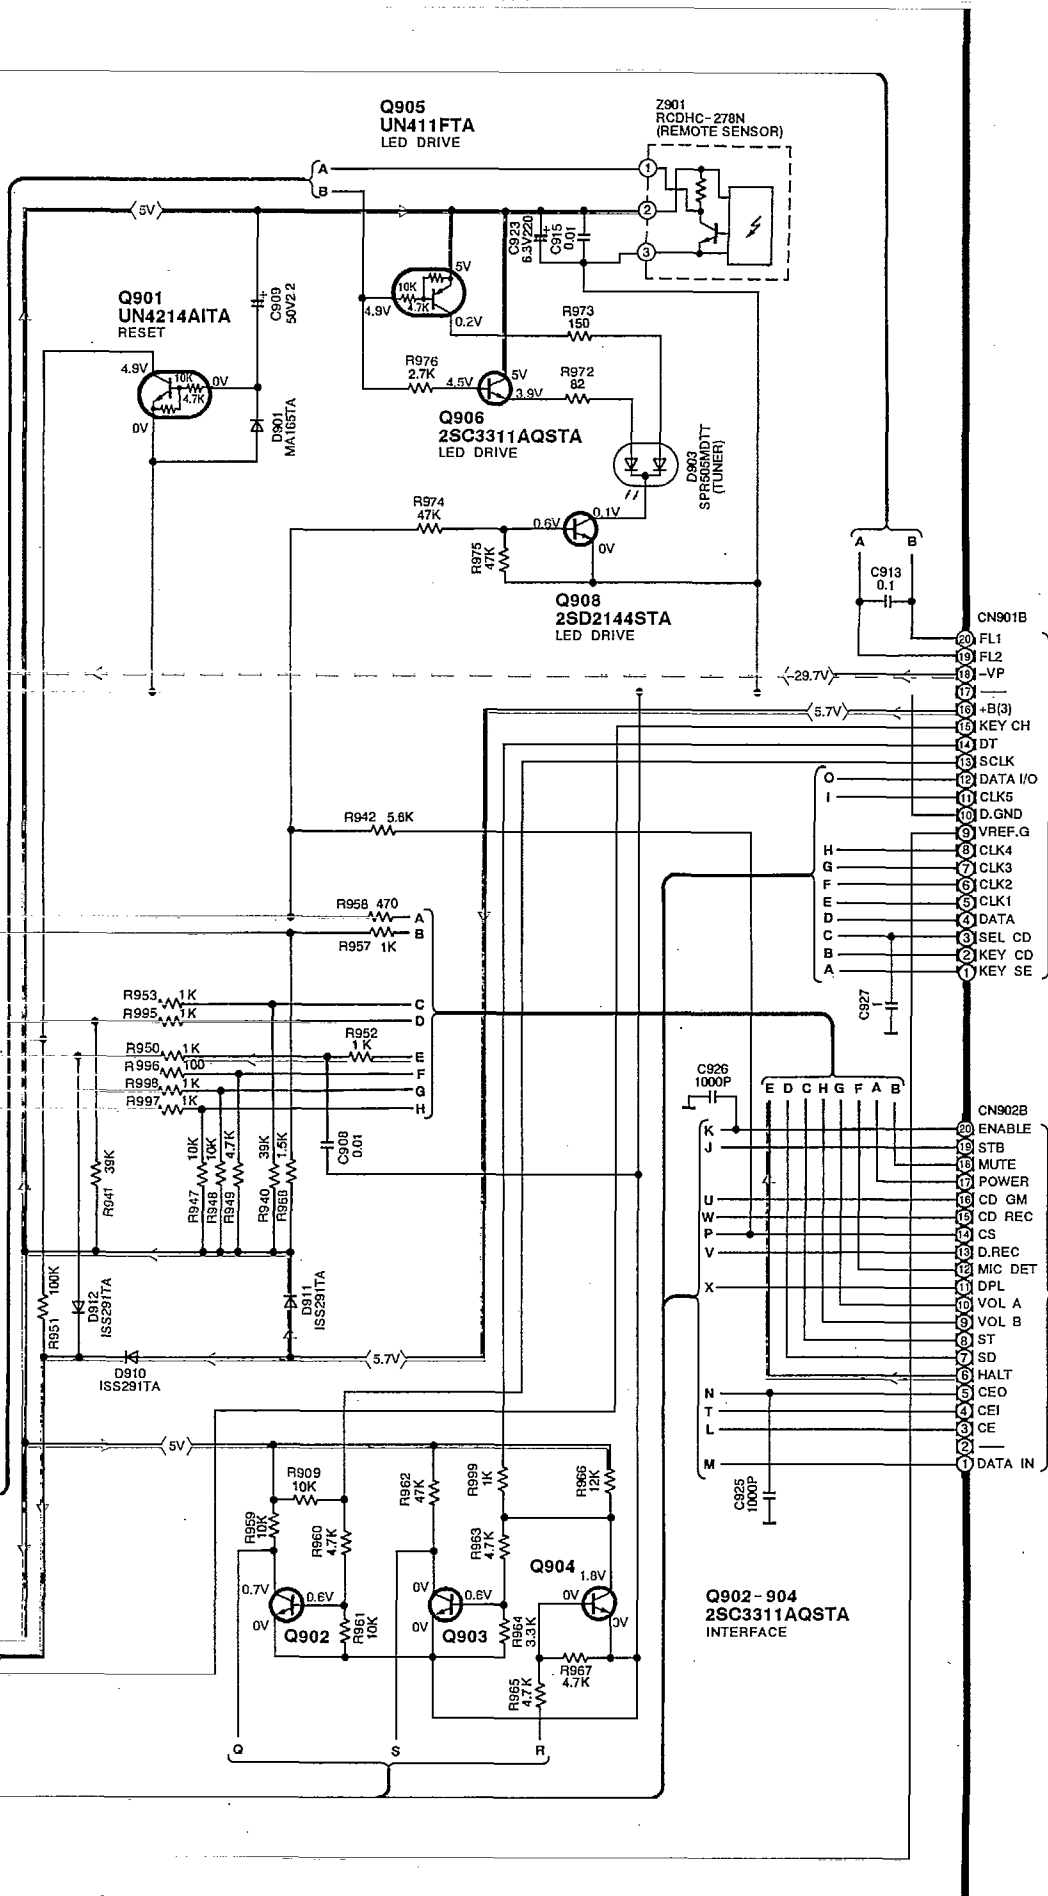 Q905
UN411FTA
LED DRIVE
Z901
RCDHC-278N
(REMOTE SENSOR)
A
B
1
2
3
5V
C923
6.3V220
C915
0.01
Q901
UN4214AITA
RESET
C909
50V2.2
10K
4.7K
5V
4.9V
0.2V
R973
150
4.9V
10K
4.7K
0V
0V
R976
2.7K
4.5V
5V
3.9V
R972
82
D901
MA165TA
Q906
2SC3311AQSTA
LED DRIVE
D903
SPR505MDTT
(TUNER)
R974
47K
0.6V
0.1V
0V
R975
47K
A
B
C913
0.1
Q908
2SD2144STA
LED DRIVE
CN901B
20 FL1
19 FL2
-29.7V
18 -VP
17
5.7V
16 +B(3)
15 KEY CH
14 DT
13 SCLK
O
12 DATA I/O
I
11 CLK5
10 D.GND
9 VREF.G
H
8 CLK4
G
7 CLK3
F
6 CLK2
E
5 CLK1
D
4 DATA
C
3 SEL CD
B
2 KEY CD
A
1 KEY SE
R942 5.6K
R958 470
A
R957 1K
B
R953 1K
C
R995 1K
D
R952
1K
R950 1K
E
R996 100
F
R998 1K
G
R997 1K
H
C927
1
C926
1000P
E D C H G F A B
C908
0.01
39K
R941
10K
R947
10K
R948
4.7K
R949
39K
R940
1.5K
R968
CN902B
K
20 ENABLE
J
19 STB
18 MUTE
17 POWER
U
16 CD GM
W
15 CD REC
P
14 CS
V
13 D.REC
12 MIC DET
X
11 DPL
10 VOL A
9 VOL B
8 ST
7 SD
6 HALT
N
5 CEO
T
4 CEI
L
3 CE
2
M
1 DATA IN
100K
R951
D912
ISS291TA
D911
ISS291TA
D910
ISS291TA
5.7V
5V
R909
10K
R959
10K
R960
4.7K
R962
47K
R999
1K
R966
12K
C925
1000P
R963
4.7K
Q904
1.8V
0V
0.7V
0.6V
0V
Q902
R961
10K
0V
0.6V
0V
Q903
R964
3.3K
R967
4.7K
R965
4.7K
Q902-904
2SC3311AQSTA
INTERFACE
Q
S
R